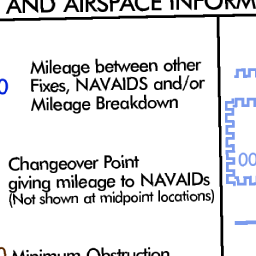 AND AIRSPACE INFORM
0
Mileage between other
Fixes, NAVAIDS and/or
Mileage Breakdown
Changeover Point
giving mileage to NAVAIDs
(Not shown at midpoint locations)
00
0 Minimum Obstruction